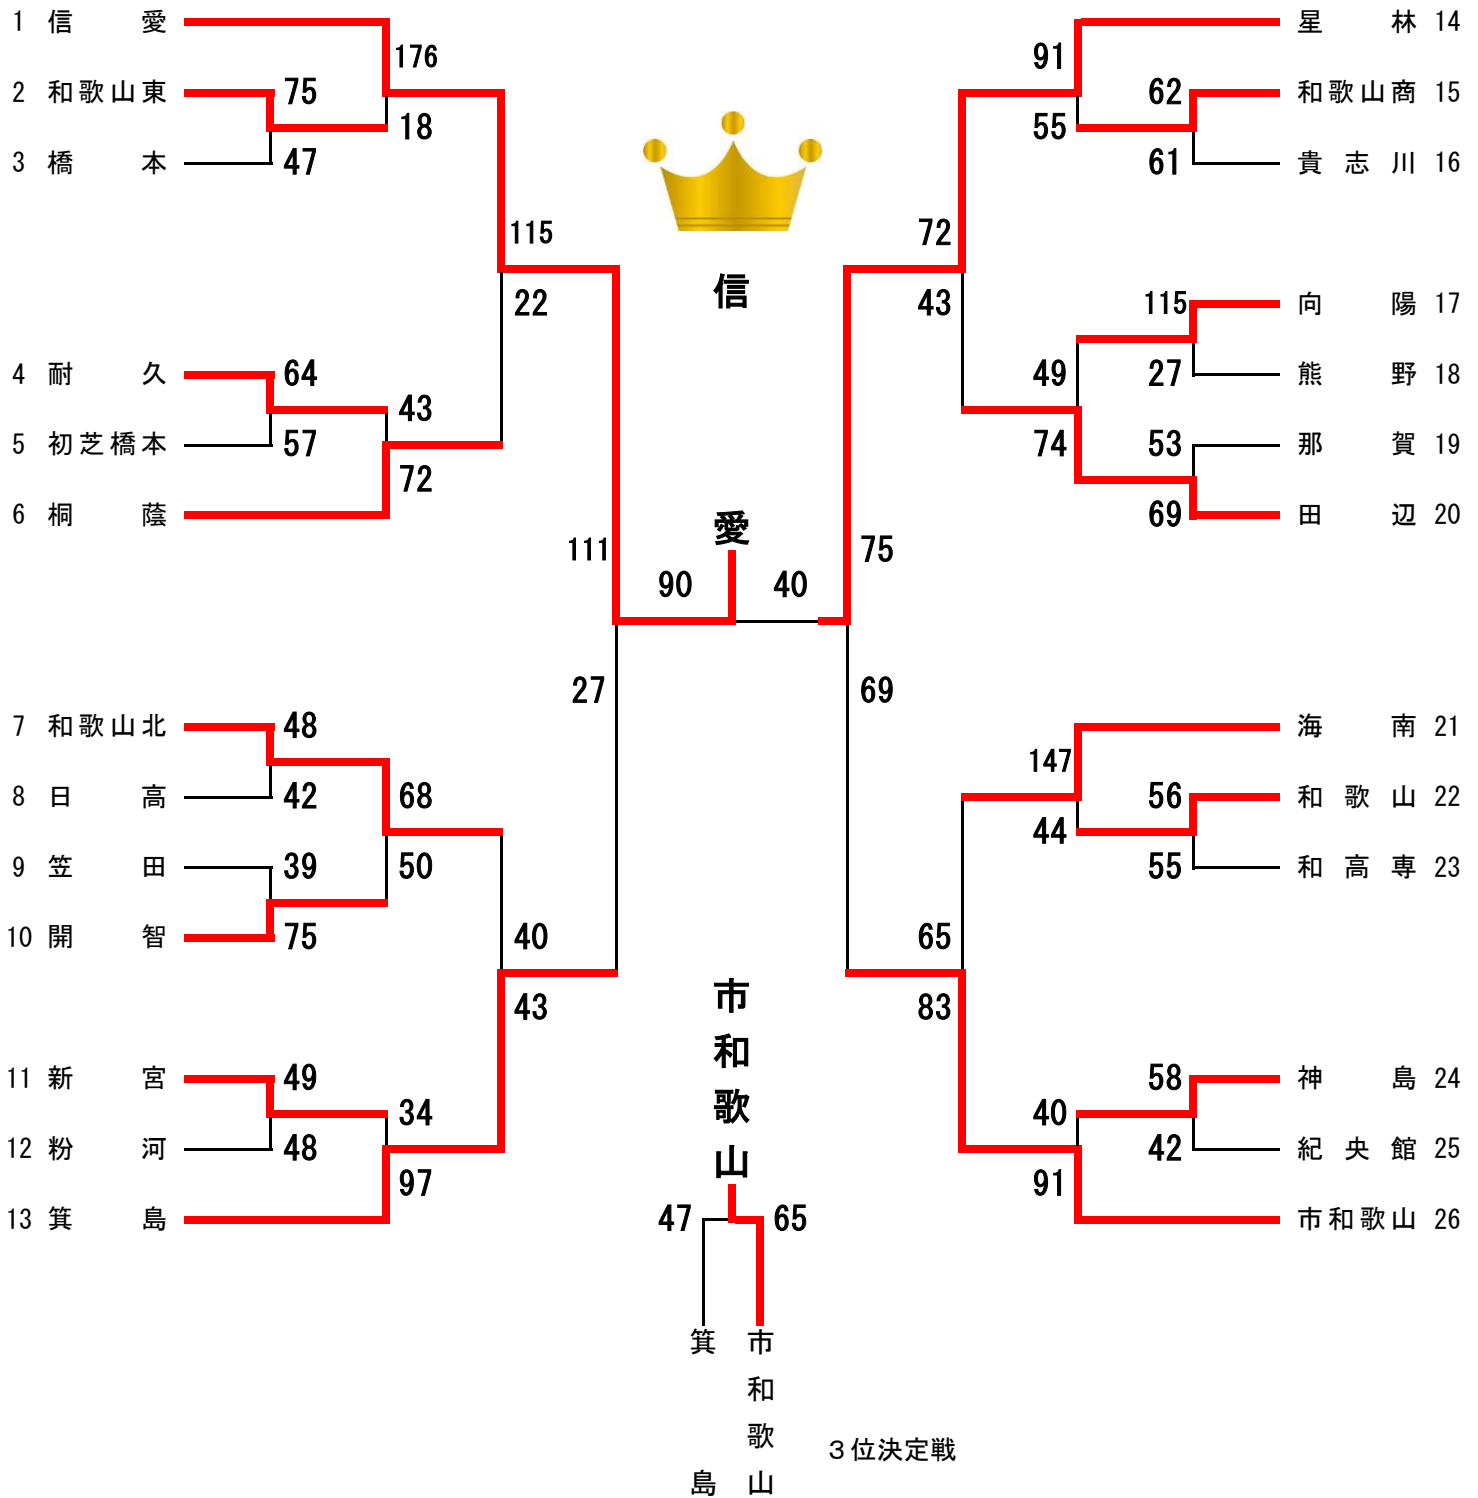 1 信愛
176
2 和歌山東
75
18
3 橋本
47
115
22
4 耐久
64
43
5 初芝橋本
57
72
6 桐蔭
111
27
7 和歌山北
48
8 日高
42
68
9 笠田
39
50
10 開智
75
40
43
11 新宮
49
34
12 粉河
48
97
13 箕島
信愛
90 40
市和歌山
47 65
箕島
市和歌山
3位決定戦
星林 14
91
62
和歌山商 15
55
61
貴志川 16
72
43
115
向陽 17
49
27
熊野 18
74
53
那賀 19
69
田辺 20
75
69
海南 21
147
56
和歌山 22
44
55
和高専 23
65
83
58
神島 24
40
42
紀央館 25
91
市和歌山 26